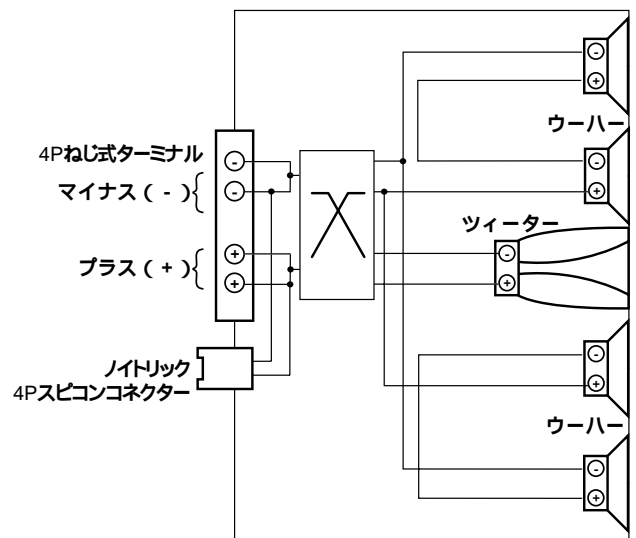 ウーハー
4Pねじ式ターミナル
マイナス ( - )
ツィーター
プラス ( + )
ノイトリック
4Pスピコンコネクター
ウーハー
-
+
-
+
-
+
-
+
-
+
-
-
+
+